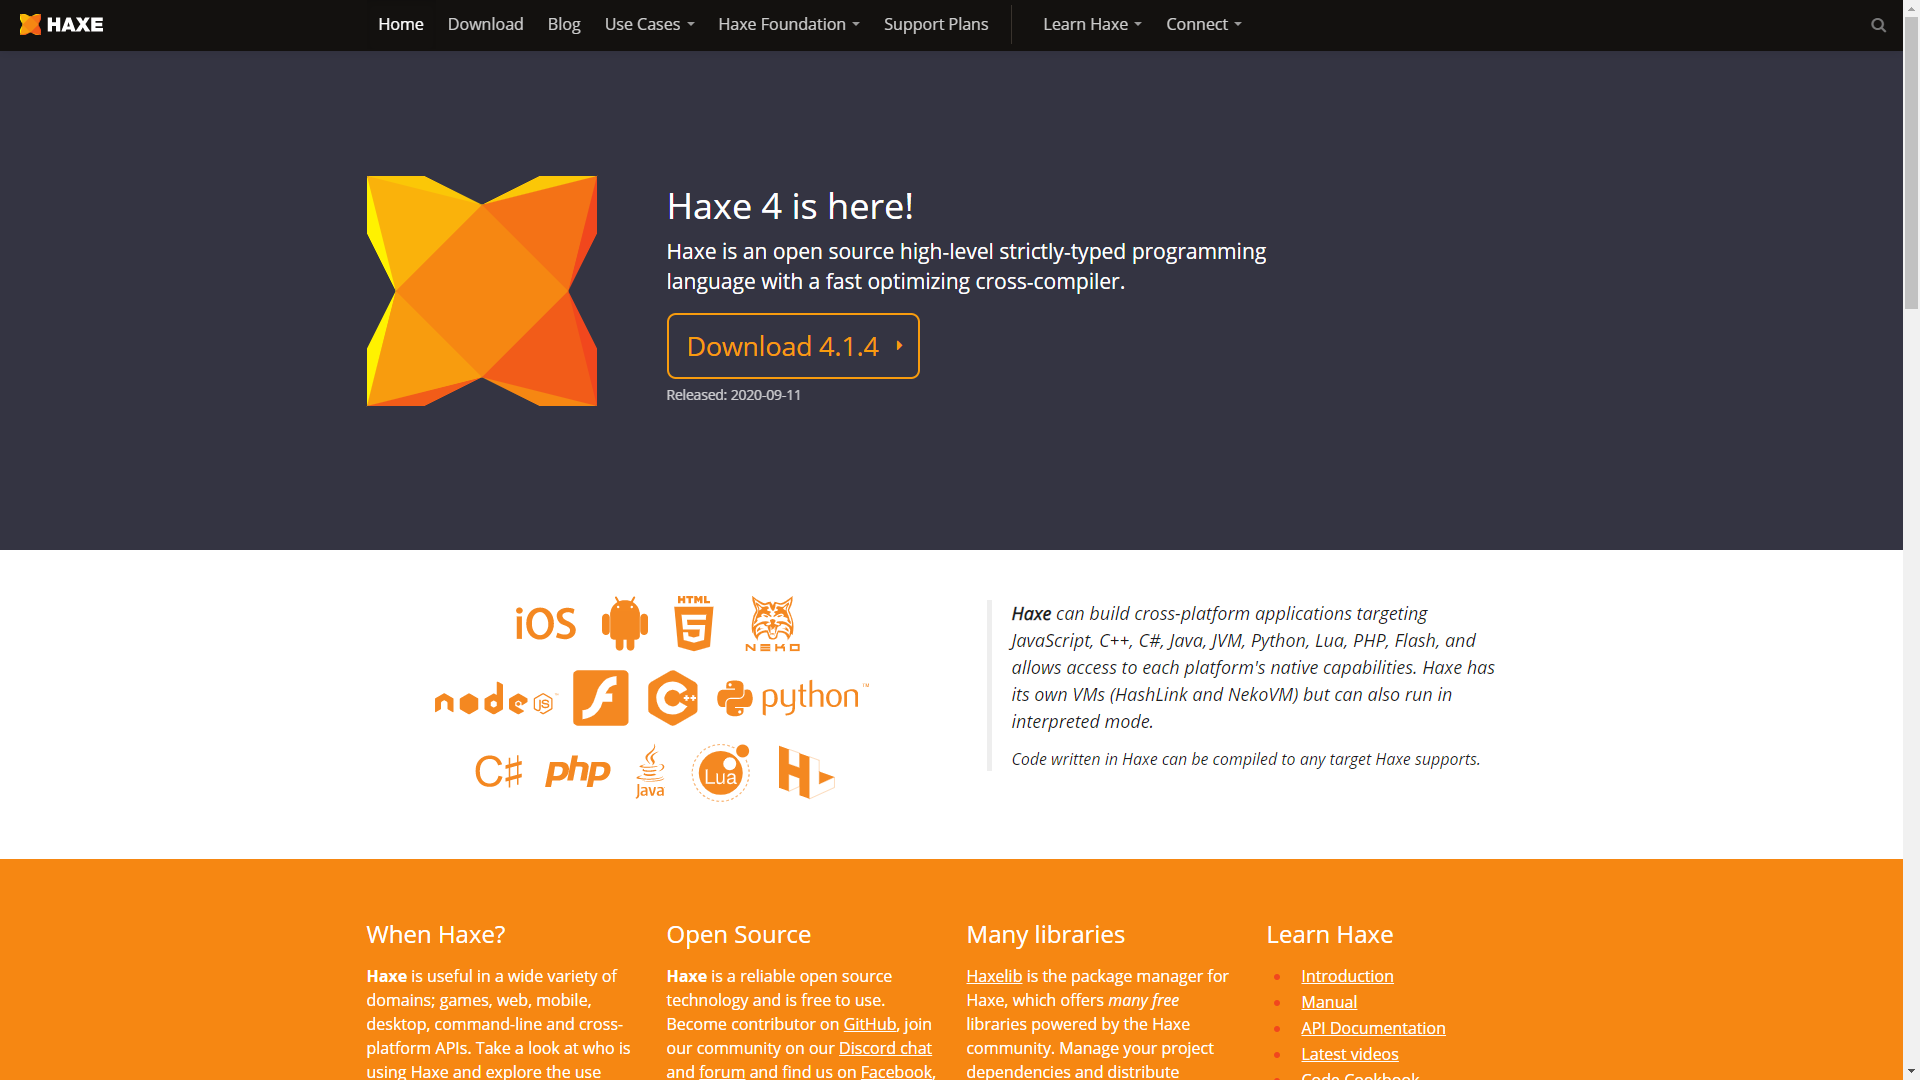 HAXE
Home
Download
Blog
Use Cases
Haxe Foundation
Support Plans
Learn Haxe
Connect
Haxe 4 is here!
Haxe is an open source high-level strictly-typed programming
language with a fast optimizing cross-compiler.
Download 4.1.4
Released: 2020-09-11
iOS
HTML
5
NEKO
node
JS
C++
python™
C#
php
Java
Lua
Haxe can build cross-platform applications targeting
JavaScript, C++, C#, Java, JVM, Python, Lua, PHP, Flash, and
allows access to each platform's native capabilities. Haxe has
its own VMs (HashLink and NekoVM) but can also run in
interpreted mode.
Code written in Haxe can be compiled to any target Haxe supports.
When Haxe?
Haxe is useful in a wide variety of
domains; games, web, mobile,
desktop, command-line and cross-
platform APIs. Take a look at who is
using Haxe and explore the use
Open Source
Haxe is a reliable open source
technology and is free to use.
Become contributor on GitHub, join
our community on our Discord chat
and forum and find us on Facebook,
Many libraries
Haxelib is the package manager for
Haxe, which offers many free
libraries powered by the Haxe
community. Manage your project
dependencies and distribute
Learn Haxe
Introduction
Manual
API Documentation
Latest videos
Code Cookbook